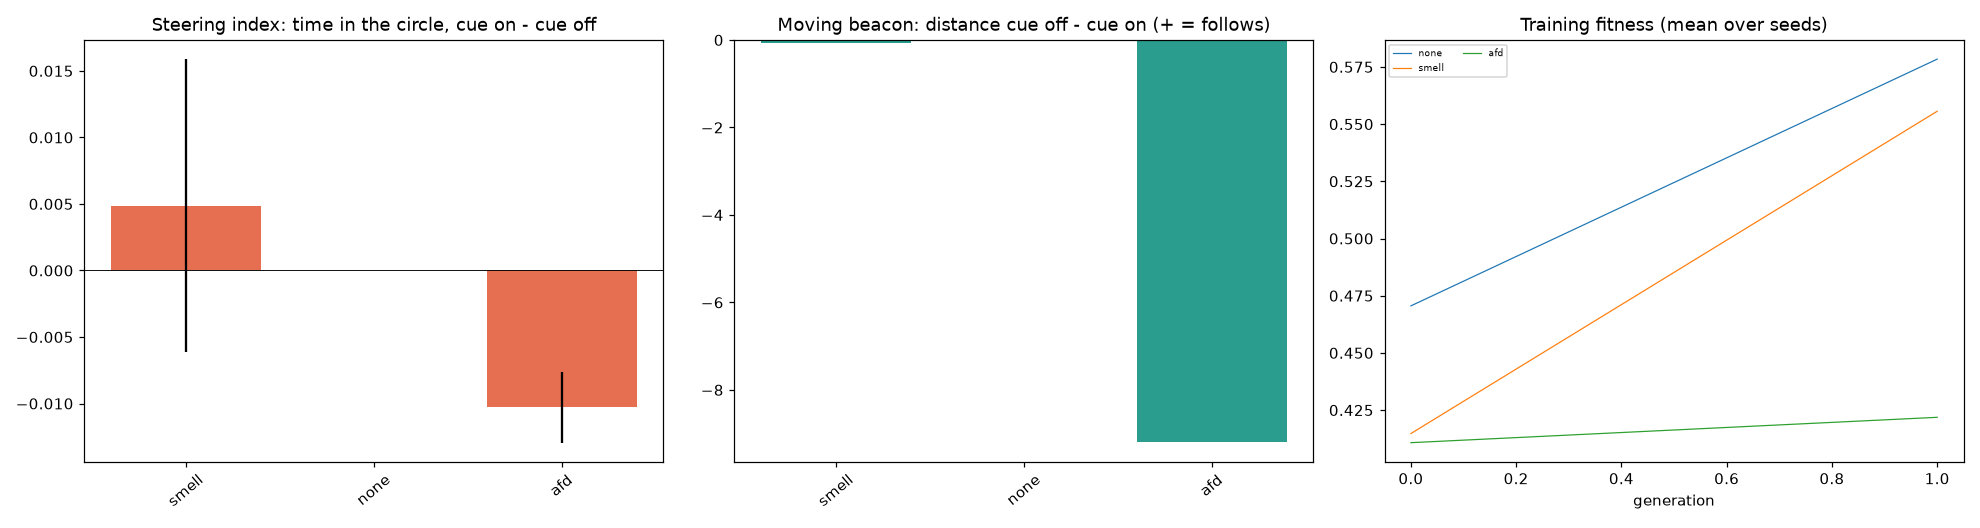 Steering index: time in the circle, cue on - cue off
0.015
0.010
0.005
0.000
−0.005
−0.010
smell
none
afd
Moving beacon: distance cue off - cue on (+ = follows)
0
−2
−4
−6
−8
smell
none
afd
Training fitness (mean over seeds)
none
smell
afd
0.575
0.550
0.525
0.500
0.475
0.450
0.425
0.0
0.2
0.4
0.6
0.8
1.0
generation